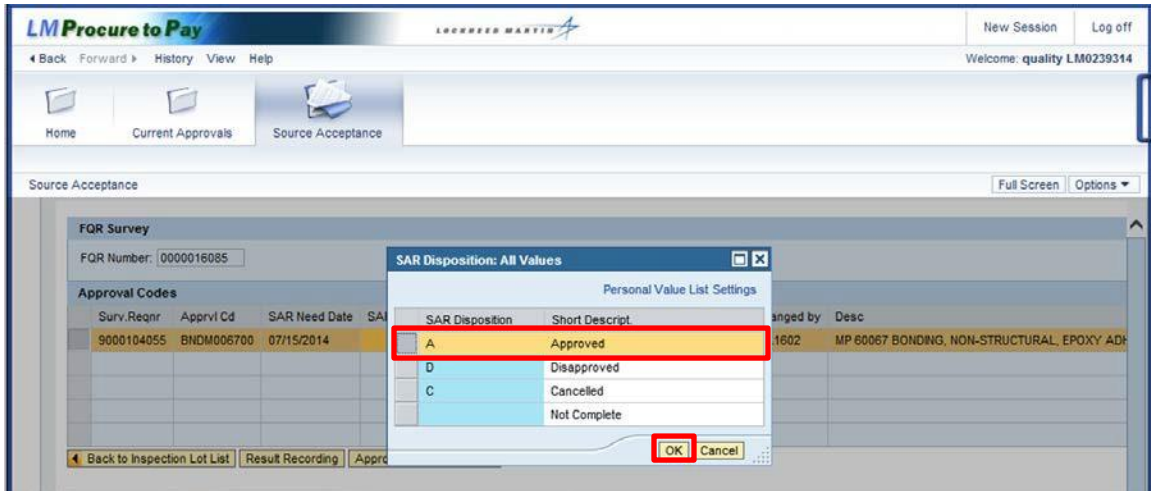 LM Procure to Pay
LOCKHEED MARTIN
New Session Log off
Back Forward History View Help
Welcome: quality LM0239314
Home Current Approvals Source Acceptance
Source Acceptance
Full Screen Options
FQR Survey
FQR Number: 0000016085
SAR Disposition: All Values
Personal Value List Settings
Approval Codes
Surv.Reqnr Apprvl Cd SAR Need Date SAR Disposition Short Descript. anged by Desc
9000104055 BNDM006700 07/15/2014 A Approved 1602 MP 60067 BONDING, NON-STRUCTURAL, EPOXY ADH
D Disapproved
C Cancelled
Not Complete
OK Cancel
Back to Inspection Lot List Result Recording Appro